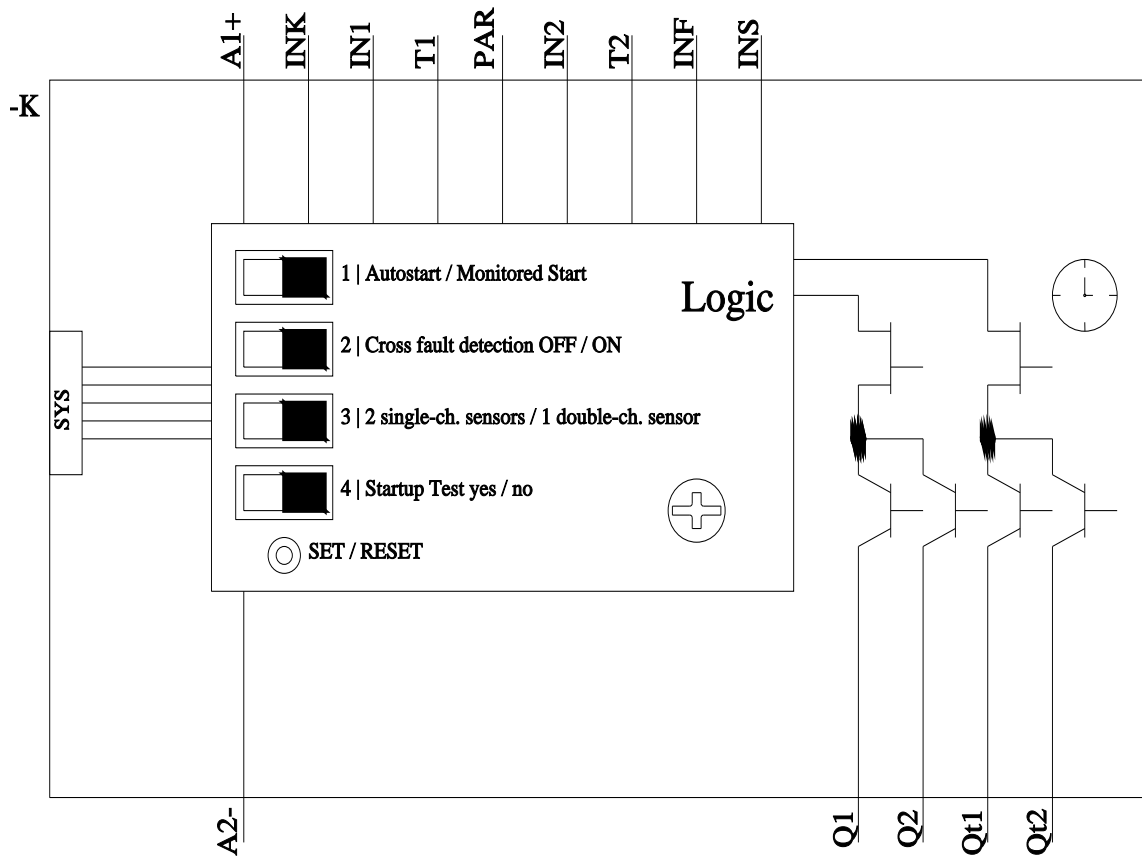 A1+ INK IN1 T1 PAR IN2 T2 INF INS
-K
1 | Autostart / Monitored Start
Logic
2 | Cross fault detection OFF / ON
SYS
3 | 2 single-ch. sensors / 1 double-ch. sensor
4 | Startup Test yes / no
SET / RESET
A2- Q1 Q2 Qt1 Qt2